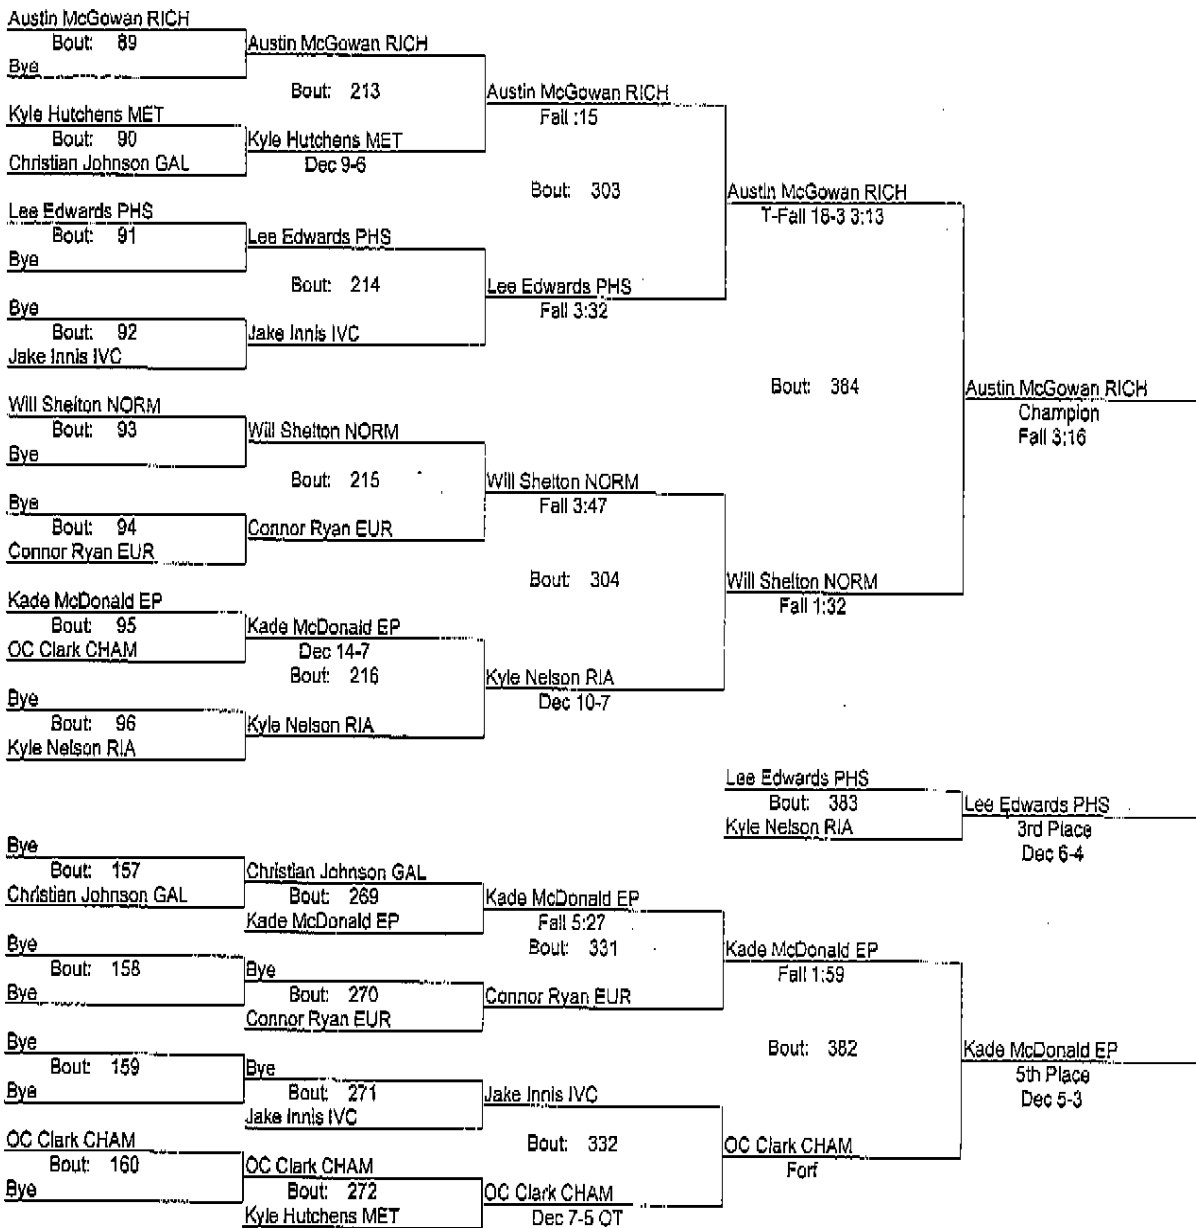 Austin McGowan RICH
Bout: 89
Bye
Austin McGowan RICH
Bout: 213
Kyle Hutchens MET
Bout: 90
Christian Johnson GAL
Kyle Hutchens MET
Dec 9-6
Austin McGowan RICH
Fall :15
Bout: 303
Lee Edwards PHS
Bout: 91
Bye
Lee Edwards PHS
Bout: 214
Bye
Bout: 92
Jake Innis IVC
Jake Innis IVC
Lee Edwards PHS
Fall 3:32
Austin McGowan RICH
T-Fall 18-3 3:13
Bout: 384
Will Shelton NORM
Bout: 93
Bye
Will Shelton NORM
Bout: 215
Bye
Bout: 94
Connor Ryan EUR
Connor Ryan EUR
Will Shelton NORM
Fall 3:47
Bout: 304
Kade McDonald EP
Bout: 95
OC Clark CHAM
Kade McDonald EP
Dec 14-7
Bout: 216
Bye
Bout: 96
Kyle Nelson RIA
Kyle Nelson RIA
Kyle Nelson RIA
Dec 10-7
Will Shelton NORM
Fall 1:32
Austin McGowan RICH
Champion
Fall 3:16
Lee Edwards PHS
Bout: 383
Kyle Nelson RIA
Lee Edwards PHS
3rd Place
Dec 6-4
Bye
Bout: 157
Christian Johnson GAL
Christian Johnson GAL
Bout: 269
Kade McDonald EP
Kade McDonald EP
Fall 5:27
Bout: 331
Bye
Bout: 158
Bye
Bye
Bout: 270
Connor Ryan EUR
Connor Ryan EUR
Kade McDonald EP
Fall 1:59
Bout: 382
Bye
Bout: 159
Bye
Bye
Bout: 271
Jake Innis IVC
Jake Innis IVC
Bout: 332
OC Clark CHAM
Bout: 160
Bye
OC Clark CHAM
Bout: 272
Kyle Hutchens MET
OC Clark CHAM
Dec 7-5 OT
OC Clark CHAM
Forf
Kade McDonald EP
5th Place
Dec 5-3